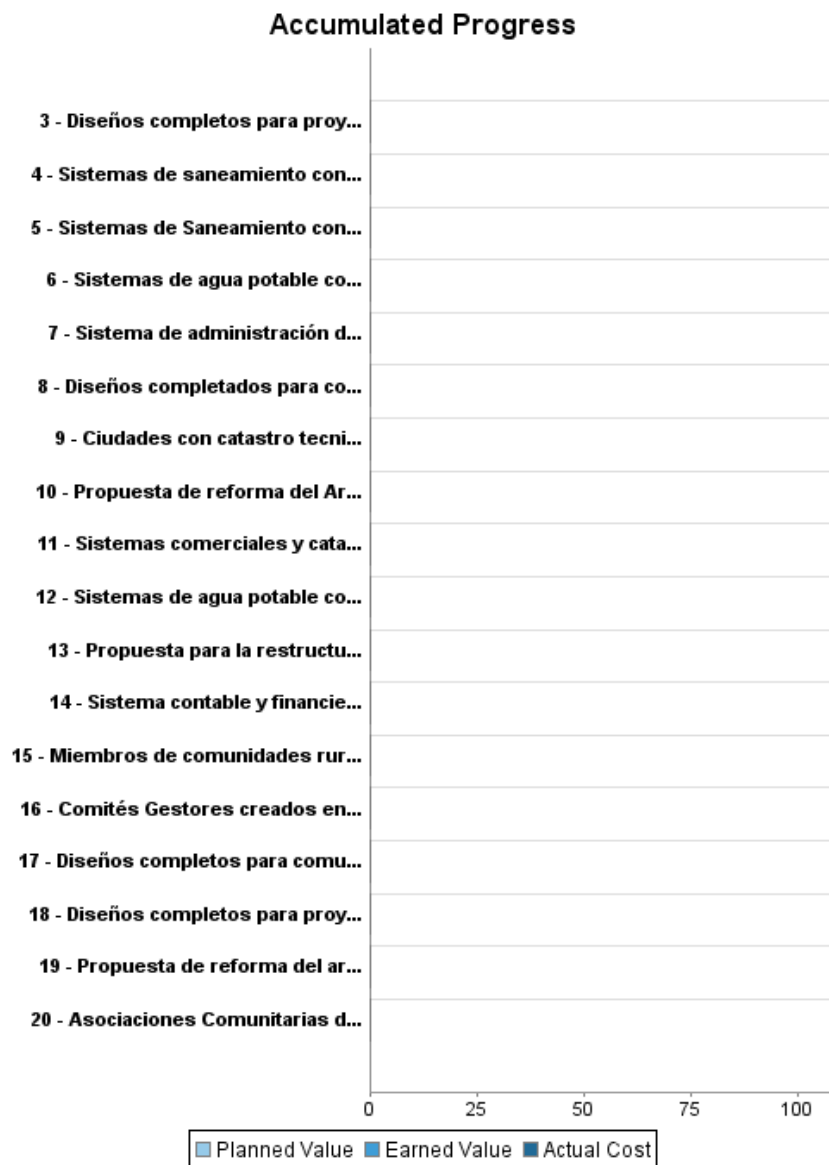 Accumulated Progress
3 - Diseños completos para proy...
4 - Sistemas de saneamiento con...
5 - Sistemas de Saneamiento con...
6 - Sistemas de agua potable co...
7 - Sistema de administración d...
8 - Diseños completados para co...
9 - Ciudades con catastro tecni...
10 - Propuesta de reforma del Ar...
11 - Sistemas comerciales y cata...
12 - Sistemas de agua potable co...
13 - Propuesta para la restructu...
14 - Sistema contable y financie...
15 - Miembros de comunidades rur...
16 - Comités Gestores creados en...
17 - Diseños completos para comu...
18 - Diseños completos para proy...
19 - Propuesta de reforma del ar...
20 - Asociaciones Comunitarias d...
0 25 50 75 100
Planned Value Earned Value Actual Cost